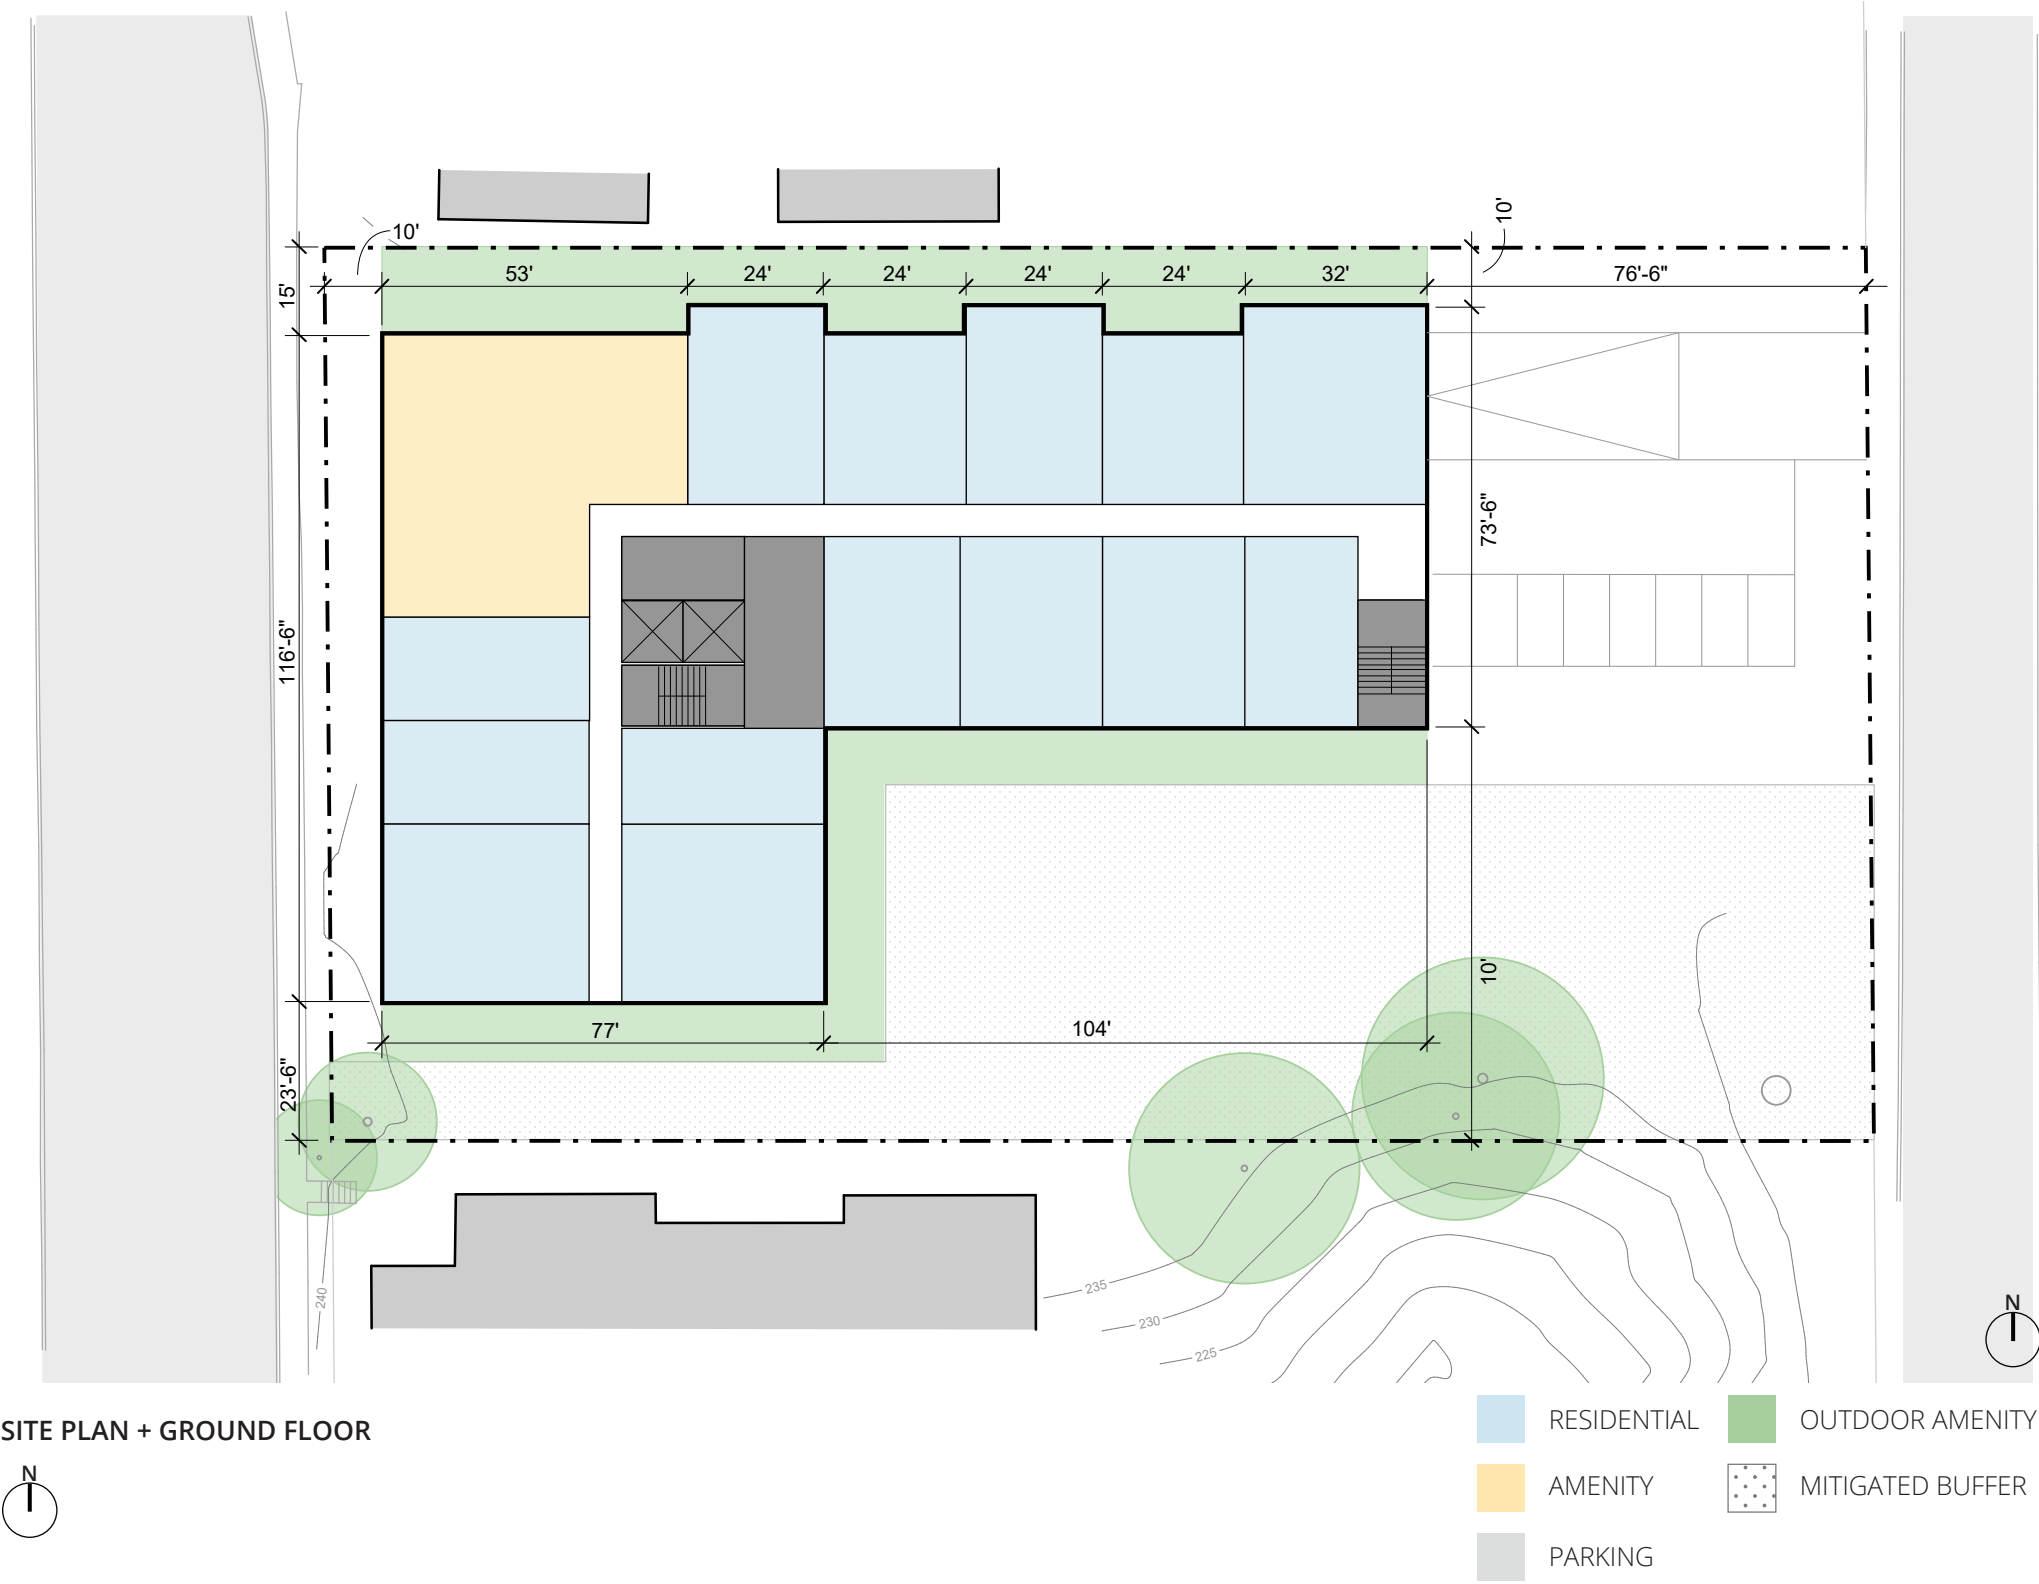 10'
10'
53'
24'
24'
24'
24'
32'
76'-6"
15'
73'-6"
116'-6"
10'
77'
104'
23'-6"
240
235
230
225
N
SITE PLAN + GROUND FLOOR
N
RESIDENTIAL
OUTDOOR AMENITY
AMENITY
MITIGATED BUFFER
PARKING